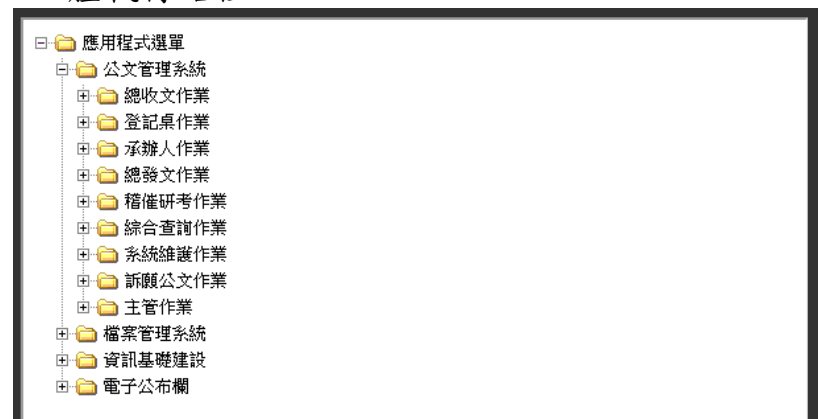 應用程式選單
公文管理系統
總收文作業
登記桌作業
承辦人作業
總發文作業
稽催研考作業
綜合查詢作業
系統維護作業
訴願公文作業
主管作業
檔案管理系統
資訊基礎建設
電子公布欄